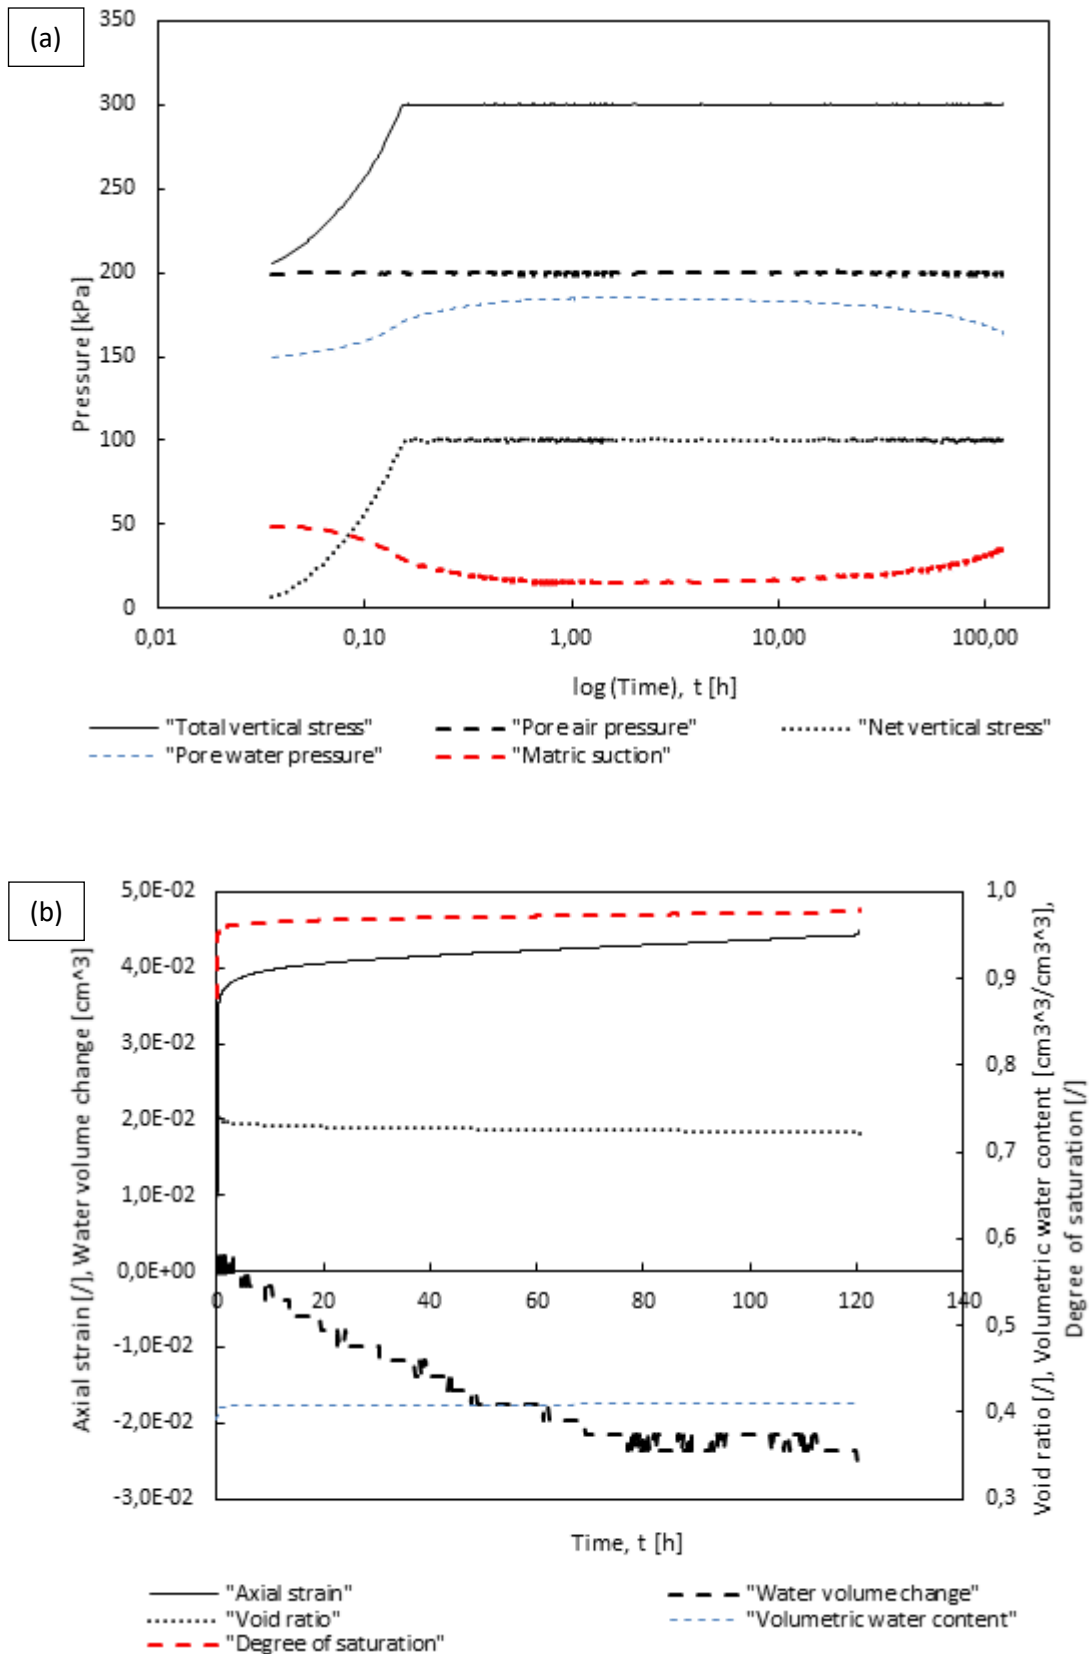 (a)
350
300
250
200
150
100
50
0
Pressure [kPa]
0,01 0,10 1,00 10,00 100,00
log(Time), t [h]
"Total vertical stress" "Pore air pressure" "Net vertical stress"
"Pore water pressure" "Matric suction"
(b)
5,0E-02
4,0E-02
3,0E-02
2,0E-02
1,0E-02
0,0E+00
-1,0E-02
-2,0E-02
-3,0E-02
Axial strain [/], Water volume change [cm^3]
0 20 40 60 80 100 120 140
1,0
0,9
0,8
0,7
0,6
0,5
0,4
0,3
Void ratio [/], Volumetric water content [cm3^3/cm3^3],
Degree of saturation [/]
Time, t [h]
"Axial strain" "Water volume change"
"Void ratio" "Volumetric water content"
"Degree of saturation"